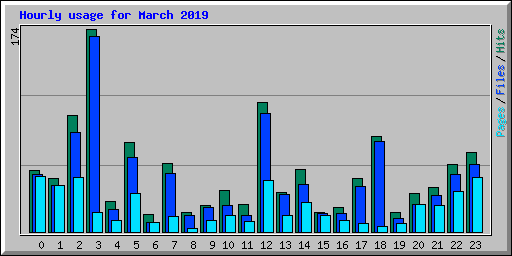 Hourly usage for March 2019
174
Pages/Files/Hits
0 1 2 3 4 5 6 7 8 9 10 11 12 13 14 15 16 17 18 19 20 21 22 23